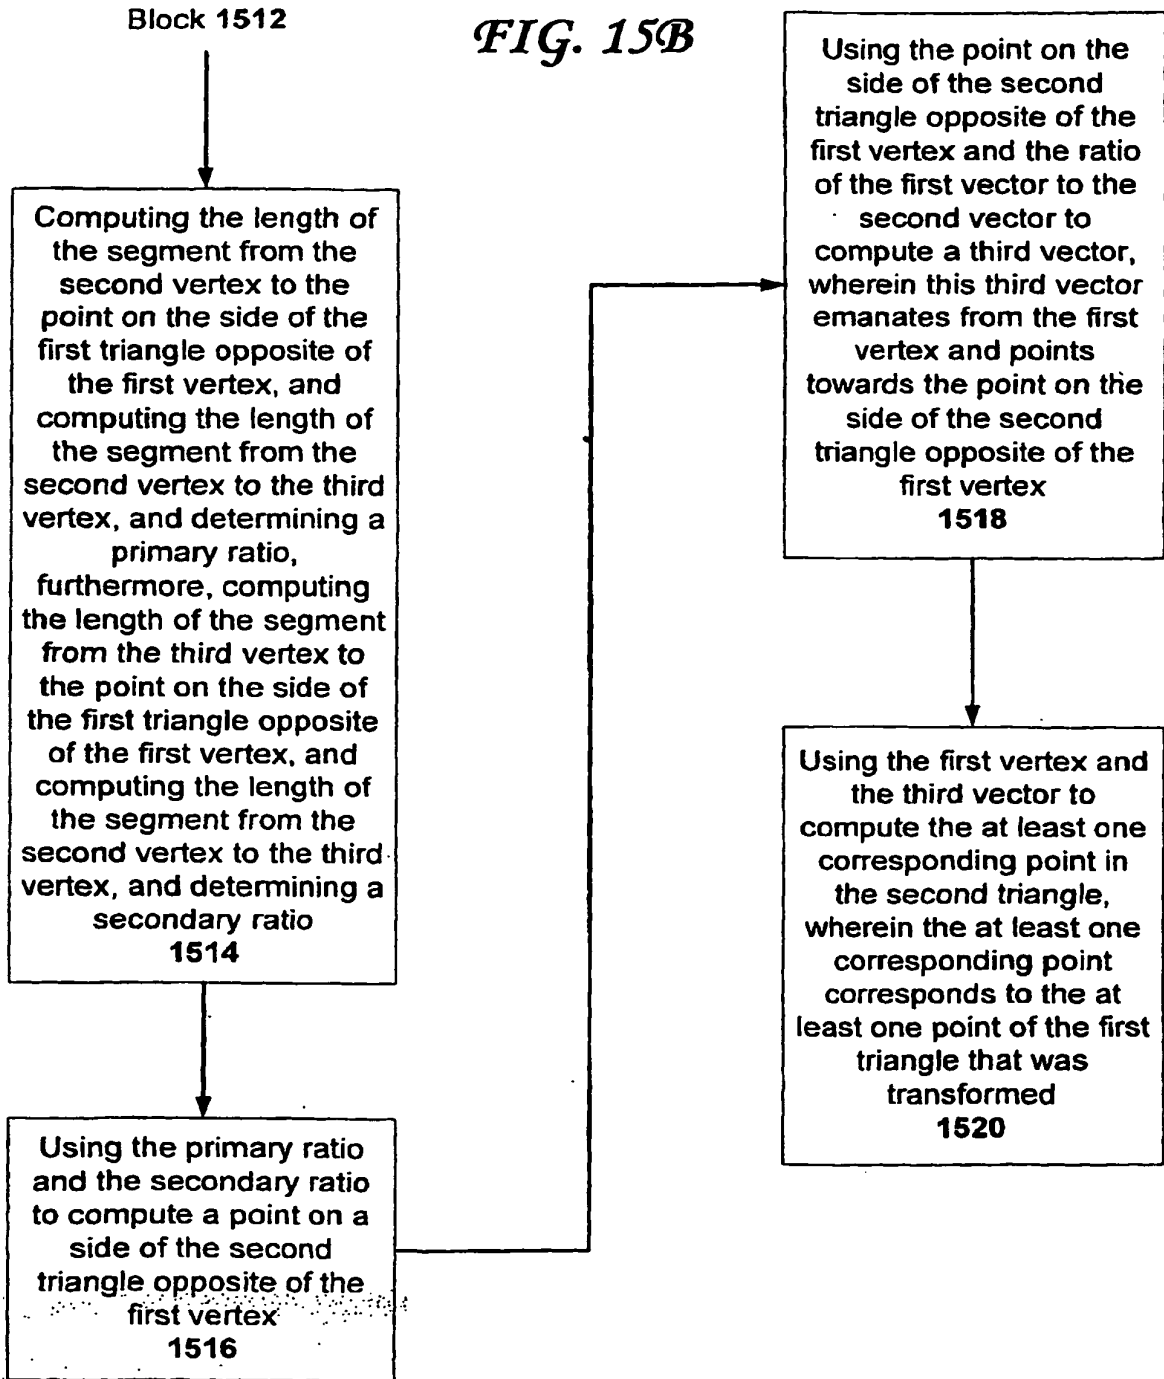 Block 1512
FIG. 15B
Computing the length of
the segment from the
second vertex to the
point on the side of the
first triangle opposite of
the first vertex, and
computing the length of
the segment from the
second vertex to the third
vertex, and determining a
primary ratio,
furthermore, computing
the length of the segment
from the third vertex to
the point on the side of
the first triangle opposite
of the first vertex, and
computing the length of
the segment from the
second vertex to the third
vertex, and determining a
secondary ratio
1514
Using the primary ratio
and the secondary ratio
to compute a point on a
side of the second
triangle opposite of the
first vertex
1516
Using the point on the
side of the second
triangle opposite of the
first vertex and the ratio
of the first vector to the
second vector to
compute a third vector,
wherein this third vector
emanates from the first
vertex and points
towards the point on the
side of the second
triangle opposite of the
first vertex
1518
Using the first vertex and
the third vector to
compute the at least one
corresponding point in
the second triangle,
wherein the at least one
corresponding point
corresponds to the at
least one point of the first
triangle that was
transformed
1520